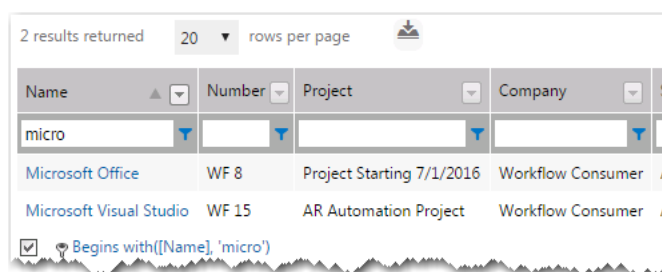 2 results returned 20 rows per page
Name Number Project Company
micro
Microsoft Office WF 8 Project Starting 7/1/2016 Workflow Consumer
Microsoft Visual Studio WF 15 AR Automation Project Workflow Consumer
Begins with([Name], 'micro')